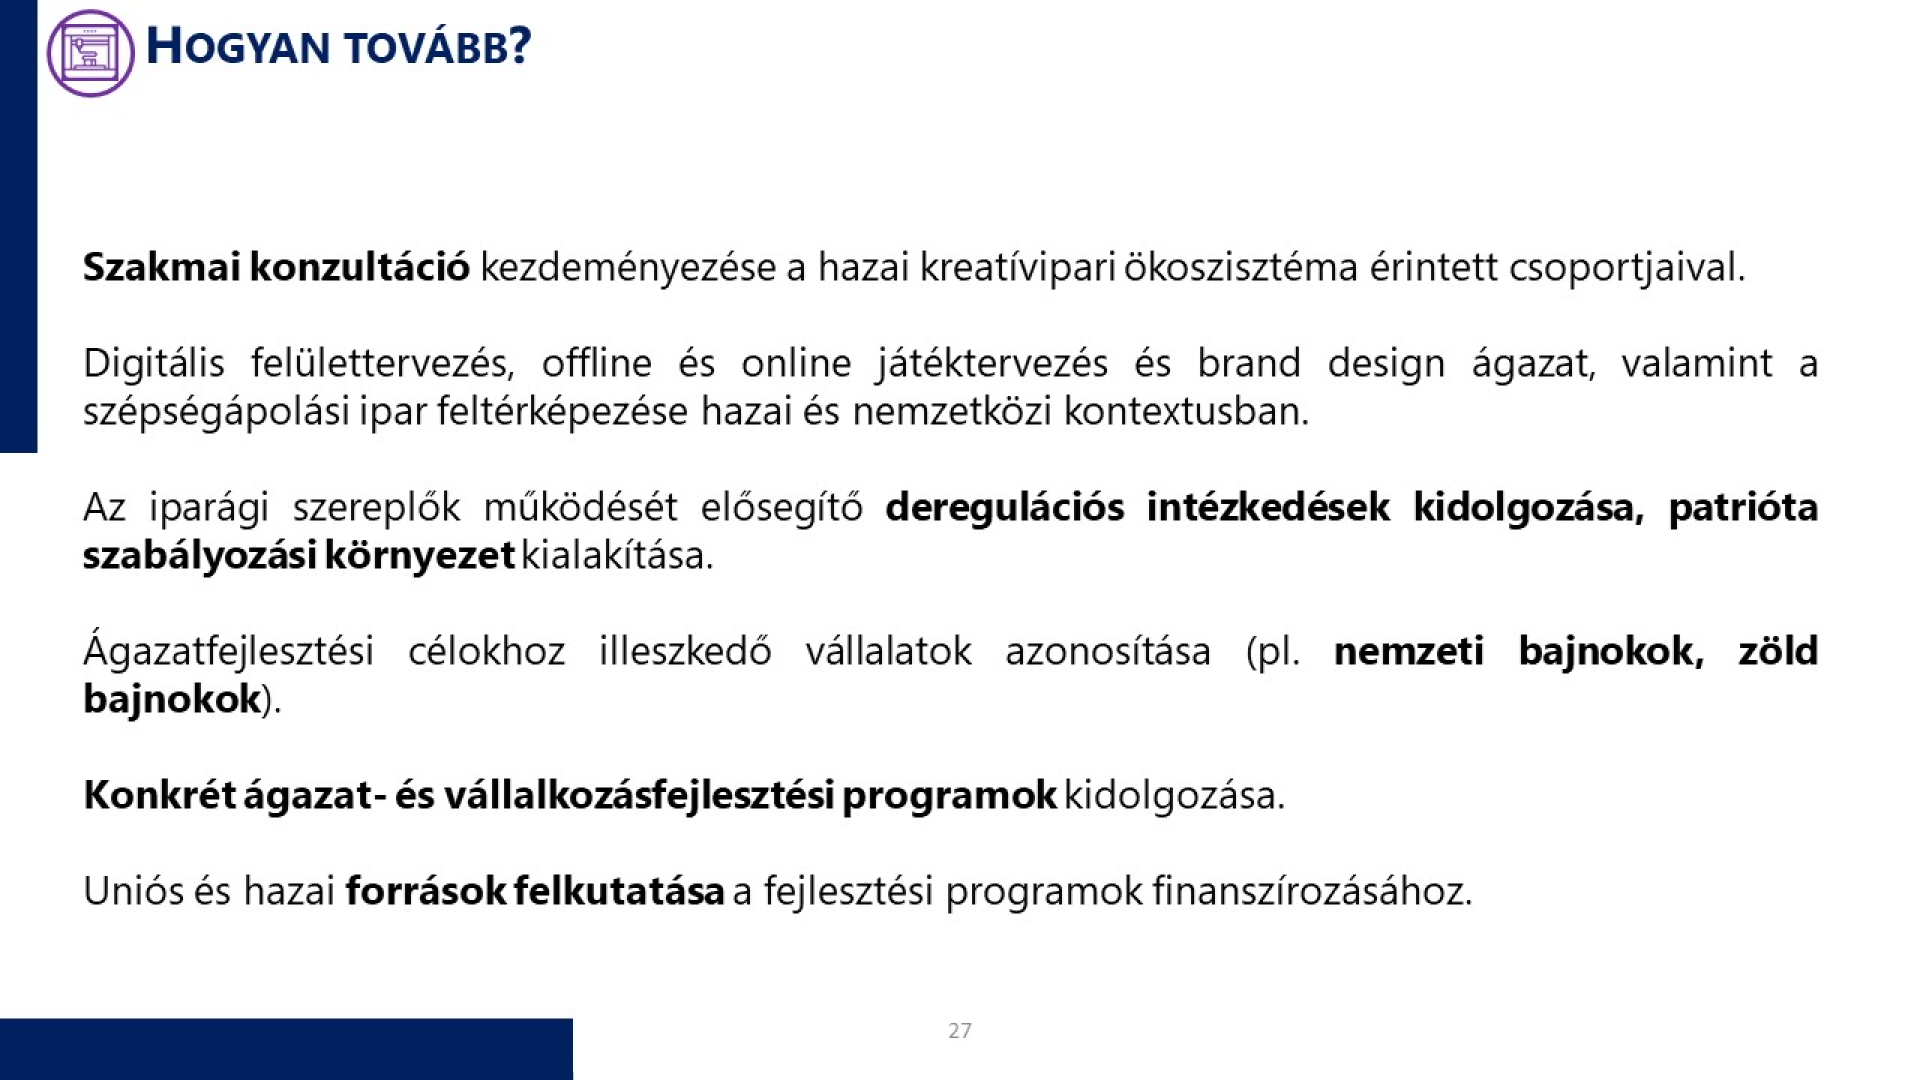 HOGYAN TOVÁBB?
Szakmai konzultáció kezdeményezése a hazai kreatívipari ökoszisztéma érintett csoportjaival.
Digitális felülettervezés, offline és online játéktervezés és brand design ágazat, valamint a
szépségápolási ipar feltérképezése hazai és nemzetközi kontextusban.
Az iparági szereplők működését elősegítő deregulációs intézkedések kidolgozása, patrióta
szabályozási környezet kialakítása.
Ágazatfejlesztési célokhoz illeszkedő vállalatok azonosítása (pl. nemzeti bajnokok, zöld
bajnokok).
Konkrét ágazat- és vállalkozásfejlesztési programok kidolgozása.
Uniós és hazai források felkutatása a fejlesztési programok finanszírozásához.
27